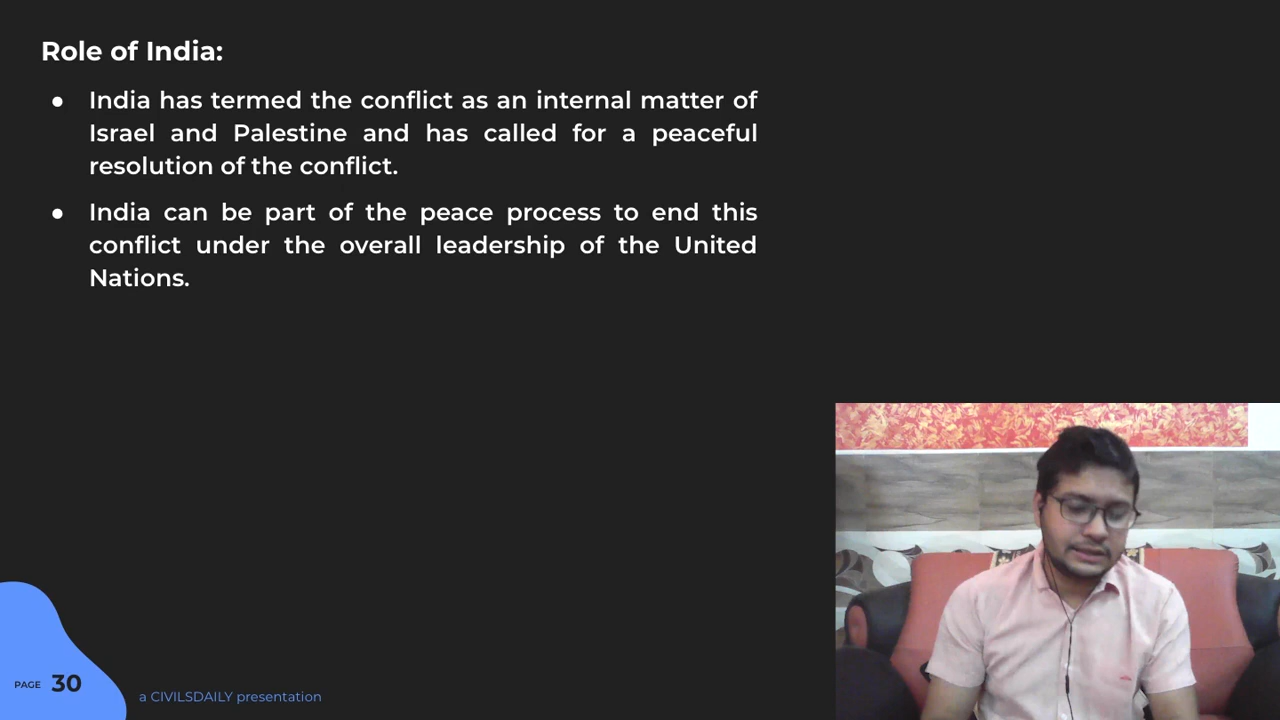 Role of India:
● India has termed the conflict as an internal matter of
Israel and Palestine and has called for a peaceful
resolution of the conflict.
● India can be part of the peace process to end this
conflict under the overall leadership of the United
Nations.
PAGE 30
a CIVILSDAILY presentation